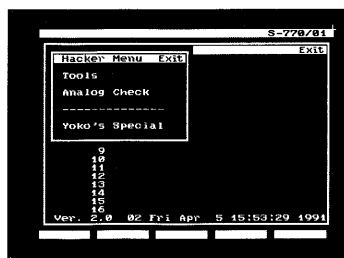 S-770/01
Exit
Hacker Menu Exit
Tools
Analog Check
--------------
Yoko's Special
9
10
11
12
13
14
15
16
Ver. 2.0 02 Fri Apr 5 15:53:29 1991